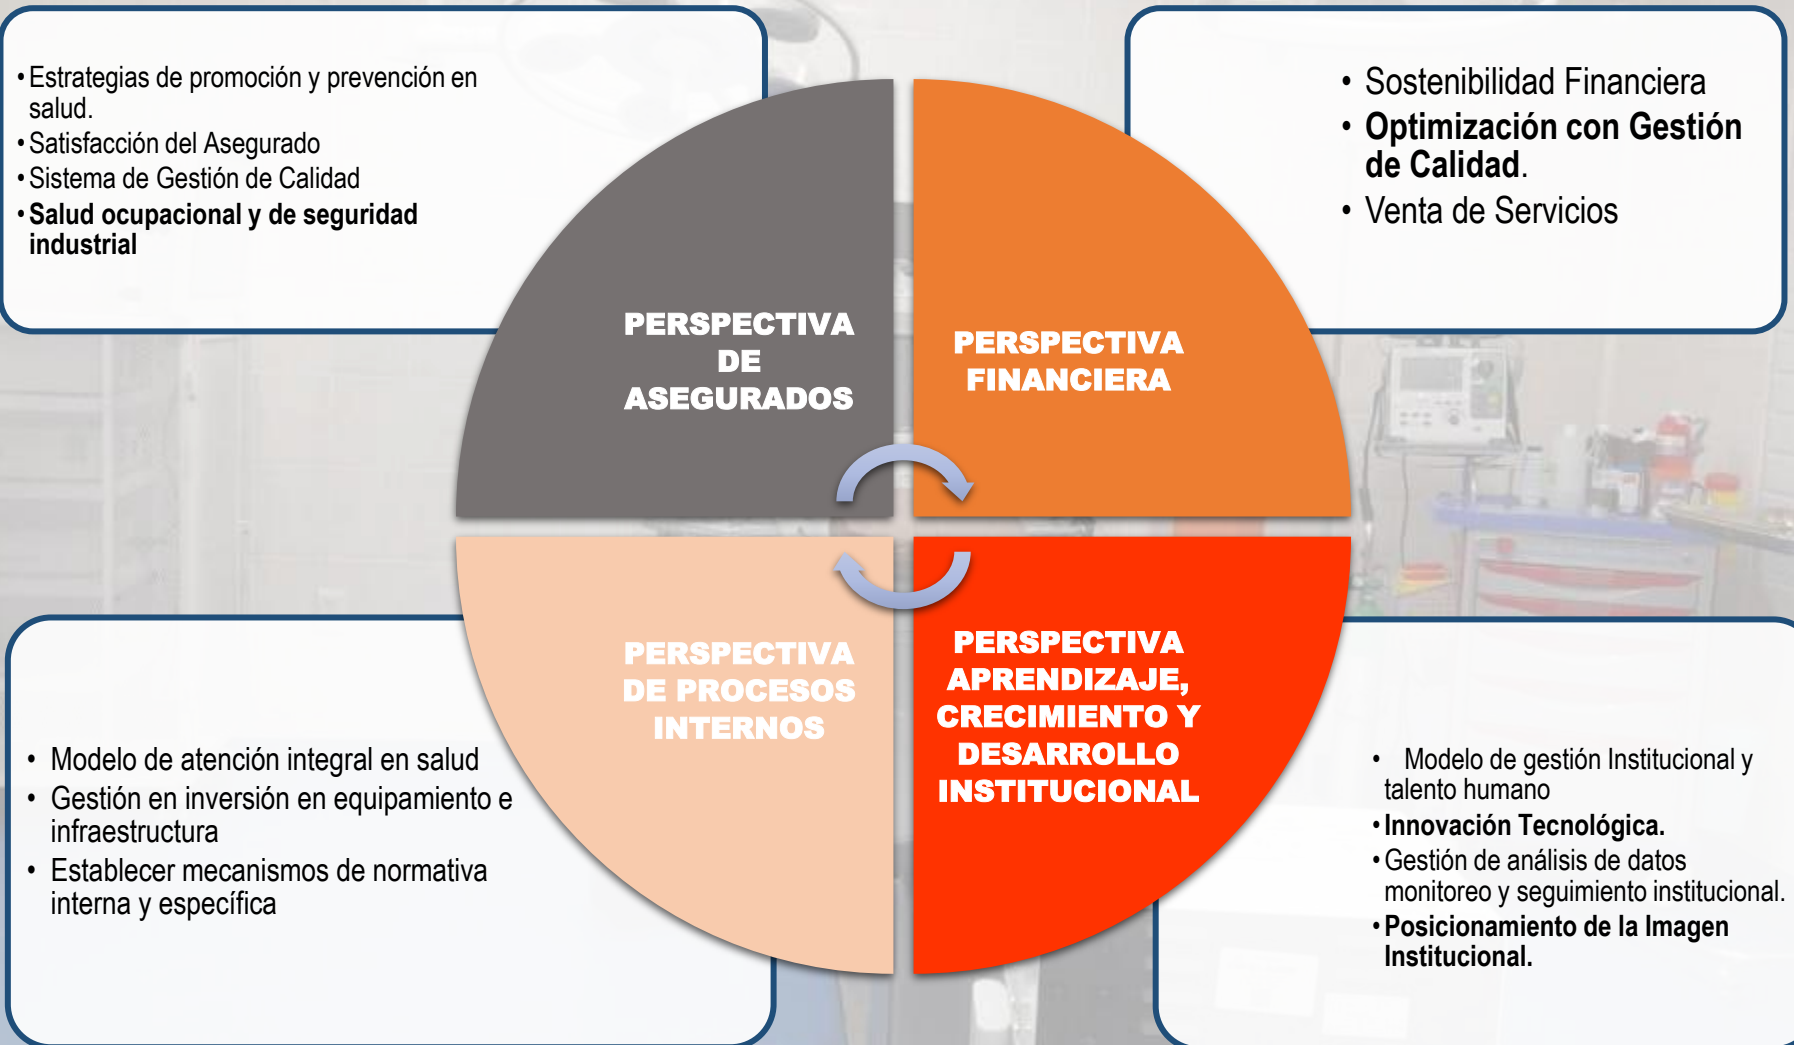 • Estrategias de promoción y prevención en
salud.
• Satisfacción del Asegurado
• Sistema de Gestión de Calidad
• Salud ocupacional y de seguridad
industrial
• Sostenibilidad Financiera
• Optimización con Gestión
de Calidad.
• Venta de Servicios
PERSPECTIVA
DE
ASEGURADOS
PERSPECTIVA
FINANCIERA
PERSPECTIVA
DE PROCESOS
INTERNOS
PERSPECTIVA
APRENDIZAJE,
CRECIMIENTO Y
DESARROLLO
INSTITUCIONAL
• Modelo de atención integral en salud
• Gestión en inversión en equipamiento e
infraestructura
• Establecer mecanismos de normativa
interna y específica
• Modelo de gestión Institucional y
talento humano
• Innovación Tecnológica.
• Gestión de análisis de datos
monitoreo y seguimiento institucional.
• Posicionamiento de la Imagen
Institucional.